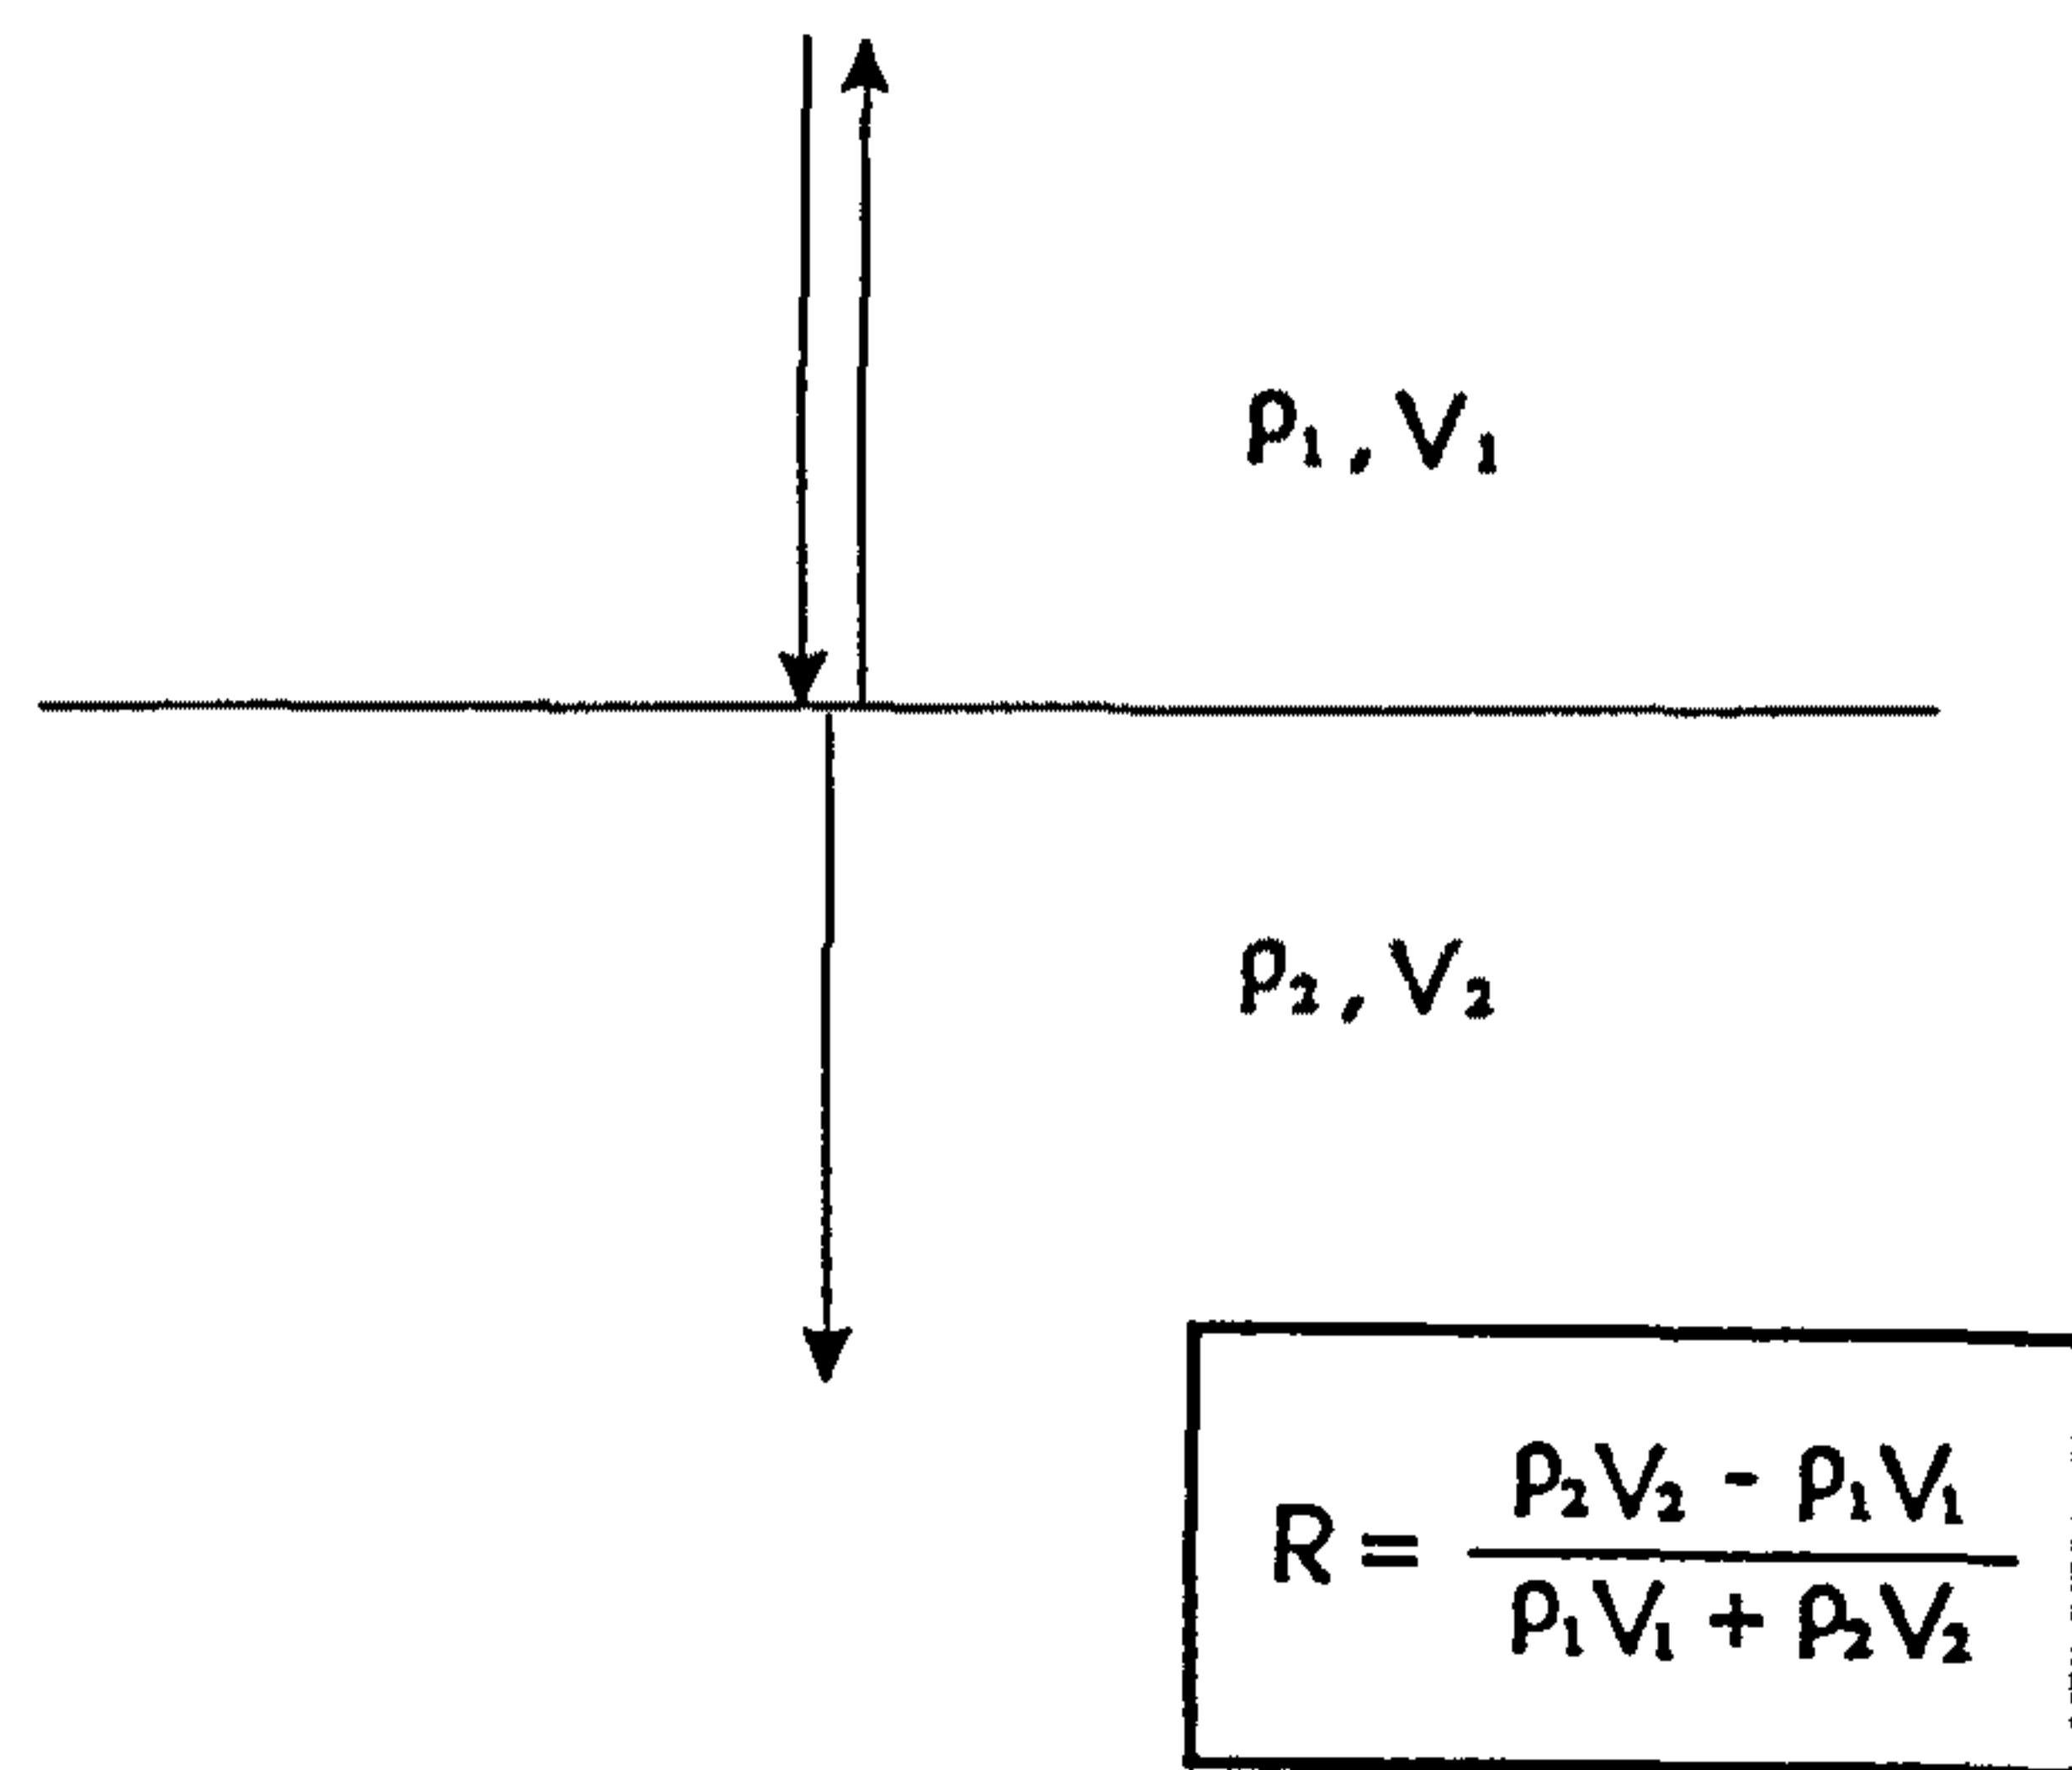 ρ₁, V₁
ρ₂, V₂
R = (ρ₂V₂ - ρ₁V₁) / (ρ₁V₁ + ρ₂V₂)